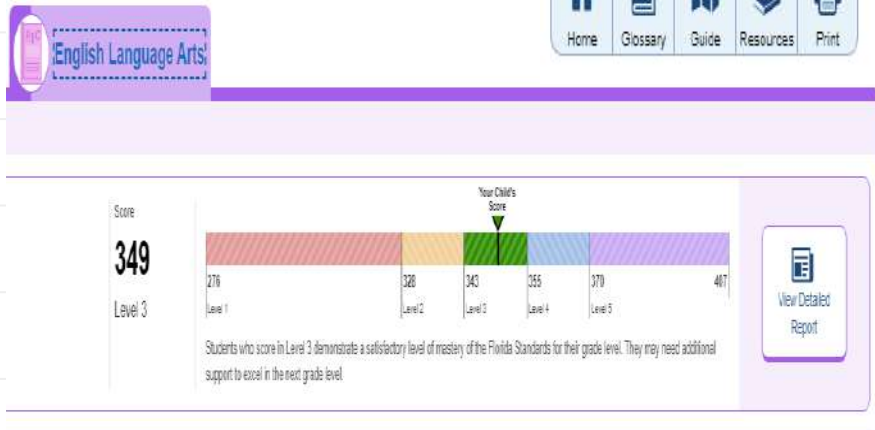 English Language Arts
Home Glossary Guide Resources Print
Your Child's
Score
Score
349
Level 3
276 328 343 355 370 407
Level 1 Level 2 Level 3 Level 4 Level 5
Students who score in Level 3 demonstrate a satisfactory level of mastery of the Florida Standards for their grade level. They may need additional
support to excel in the next grade level.
View Detailed
Report